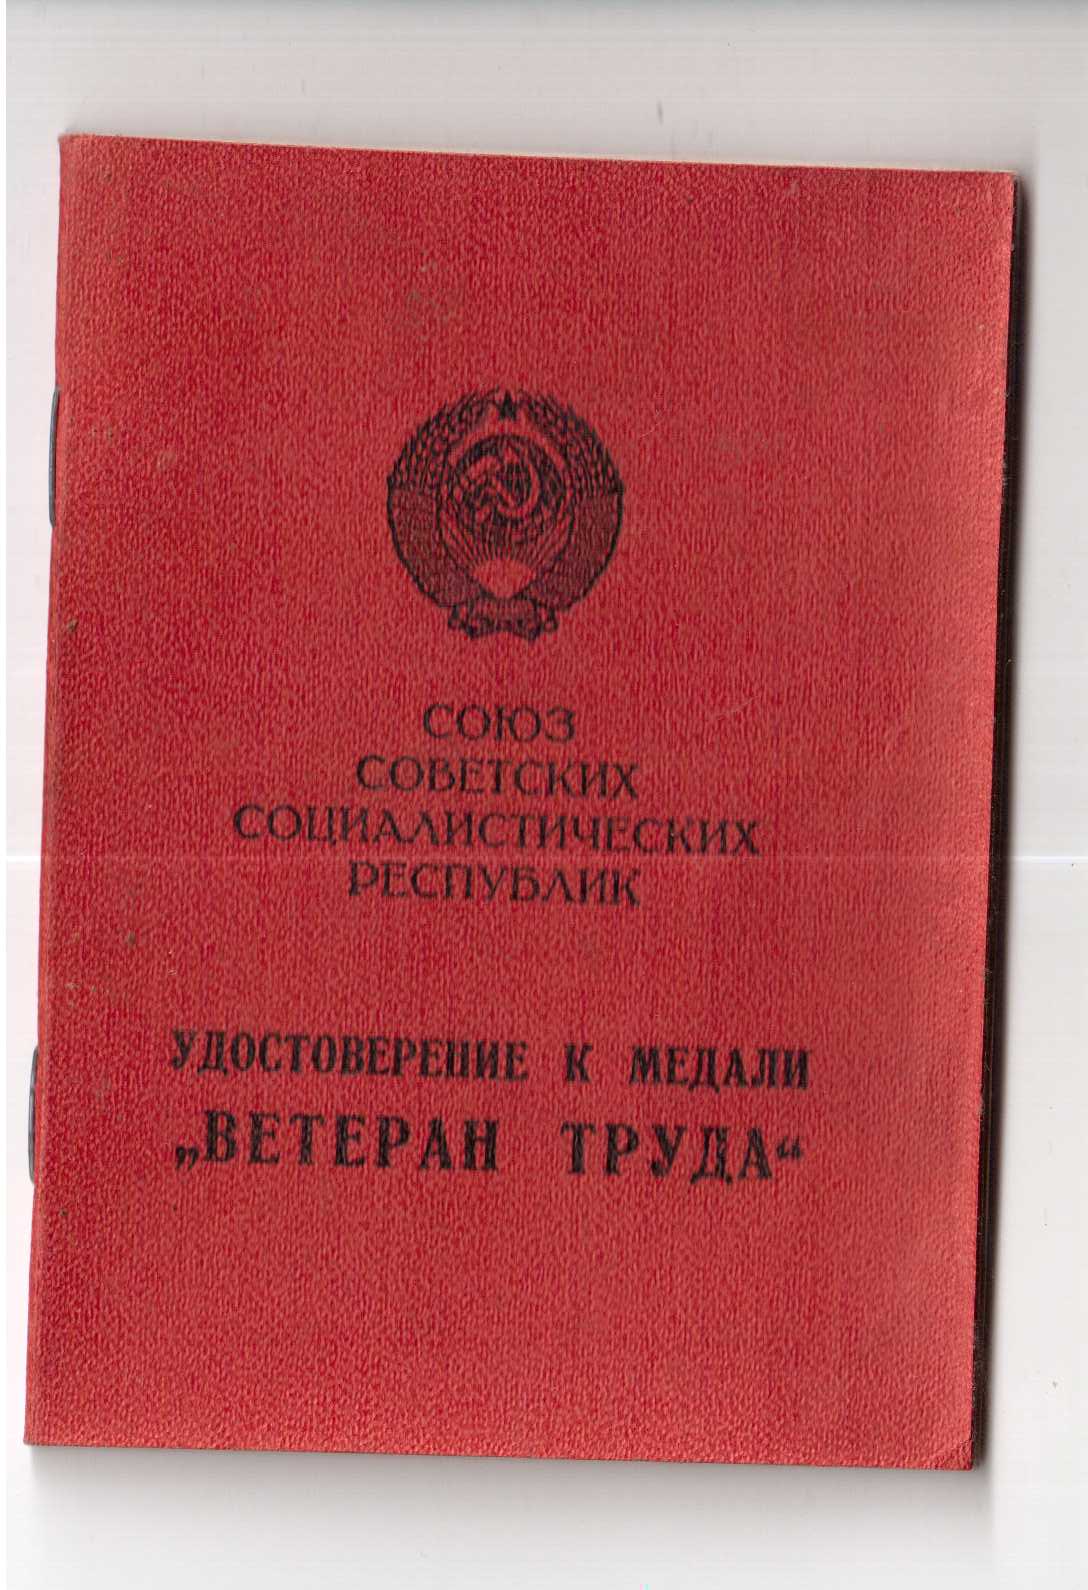 СОЮЗ
СОВЕТСКИХ
СОЦИАЛИСТИЧЕСКИХ
РЕСПУБЛИК
УДОСТОВЕРЕНИЕ К МЕДАЛИ
„ВЕТЕРАН ТРУДА“